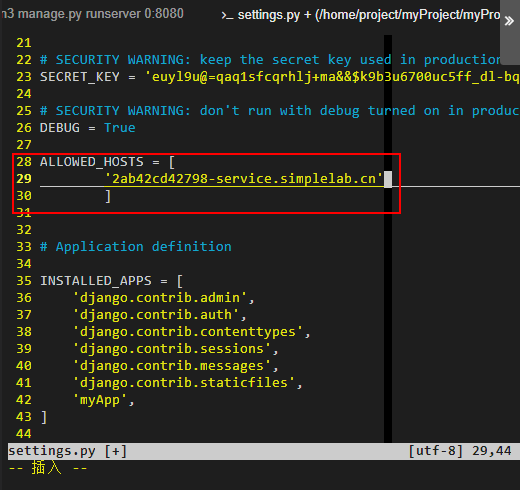 n3 manage.py runserver 0:8080
>_ settings.py + (/home/project/myProject/myPro »
21
22 # SECURITY WARNING: keep the secret key used in production
23 SECRET_KEY = 'euyl9u@=qaq1sfcqrhlj+ma&&$k9b3u6700uc5ff_dl-bq
24
25 # SECURITY WARNING: don't run with debug turned on in produc
26 DEBUG = True
27
28 ALLOWED_HOSTS = [
29 '2ab42cd42798-service.simplelab.cn'
30 ]
31
32
33 # Application definition
34
35 INSTALLED_APPS = [
36 'django.contrib.admin',
37 'django.contrib.auth',
38 'django.contrib.contenttypes',
39 'django.contrib.sessions',
40 'django.contrib.messages',
41 'django.contrib.staticfiles',
42 'myApp',
43 ]
44
settings.py [+] [utf-8] 29,44
-- 插入 --